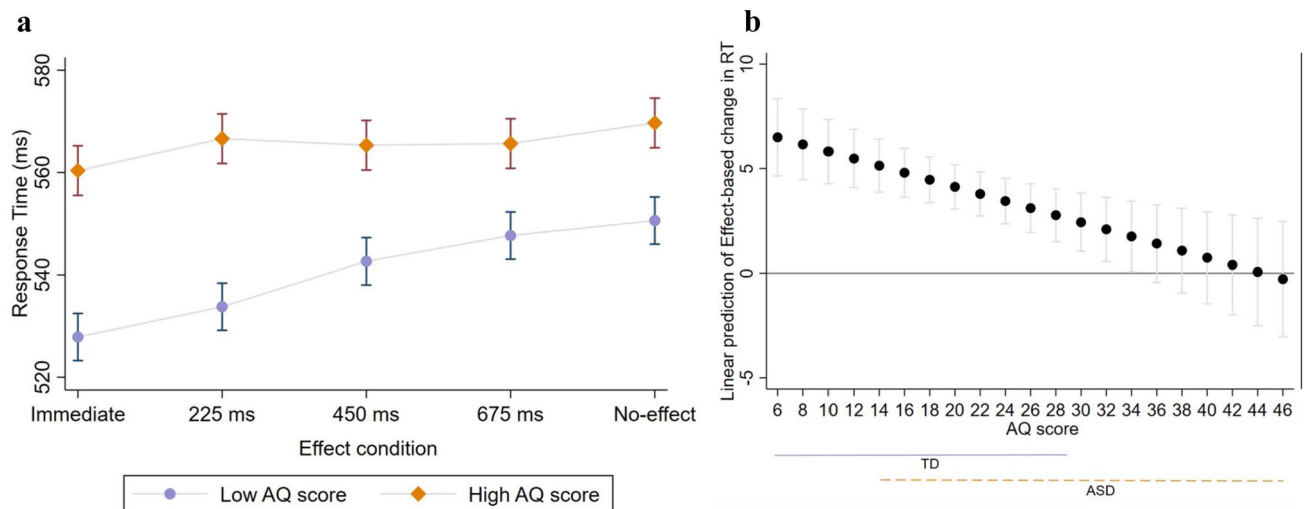 a
Response Time (ms)
580
560
540
520
Immediate 225 ms 450 ms 675 ms No-effect
Effect condition
Low AQ score High AQ score
b
Linear prediction of Effect-based change in RT
10
5
0
-5
6 8 10 12 14 16 18 20 22 24 26 28 30 32 34 36 38 40 42 44 46
AQ score
TD
ASD